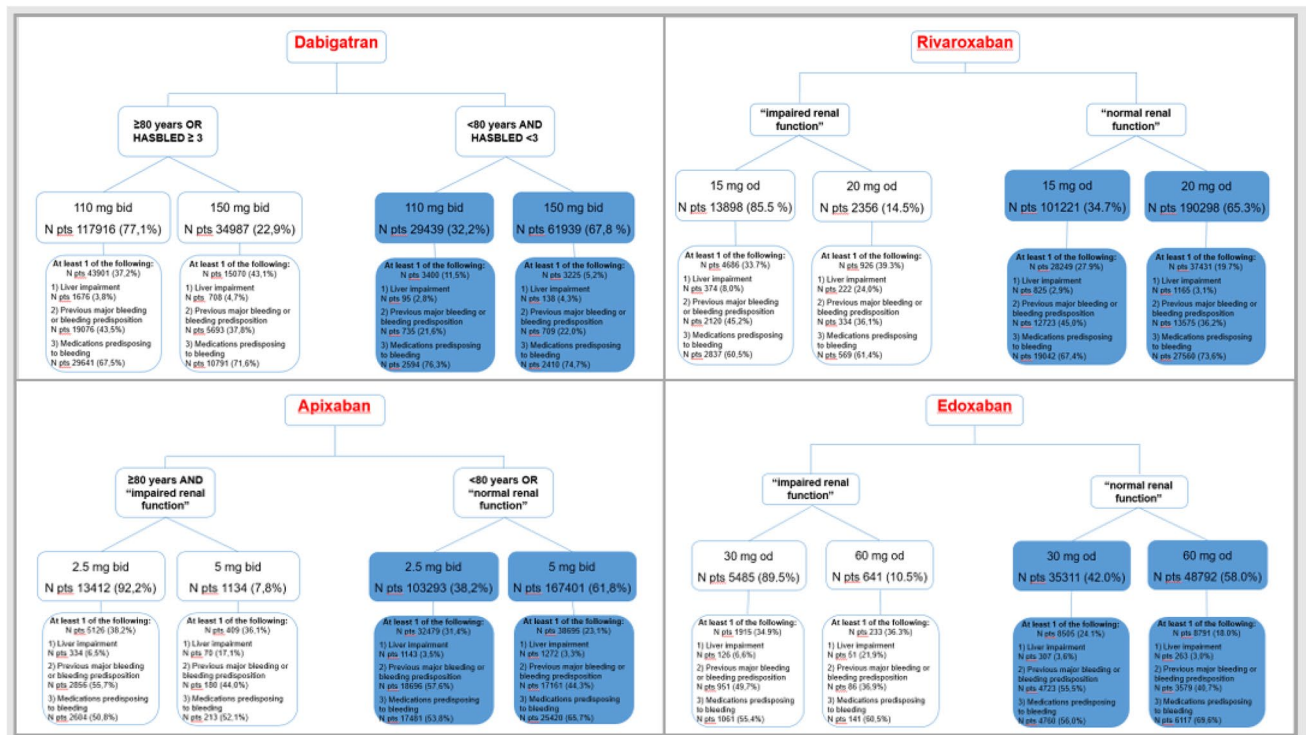 Dabigatran
≥80 years OR
HASBLED ≥ 3
<80 years AND
HASBLED <3
110 mg bid
N pts 117916 (77,1%)
150 mg bid
N pts 34987 (22,9%)
110 mg bid
N pts 29439 (32,2%)
150 mg bid
N pts 61939 (67,8 %)
At least 1 of the following:
N pts 43901 (37,2%)
1) Liver impairment
N pts 1676 (3,8%)
2) Previous major bleeding
or bleeding predisposition
N pts 19076 (43,5%)
3) Medications predisposing
to bleeding
N pts 29641 (67,5%)
At least 1 of the following:
N pts 15070 (43,1%)
1) Liver impairment
N pts 708 (4,7%)
2) Previous major bleeding or
bleeding predisposition
N pts 5693 (37,8%)
3) Medications predisposing
to bleeding
N pts 10791 (71,6%)
At least 1 of the following:
N pts 3400 (11,5%)
1) Liver impairment
N pts 95 (2,8%)
2) Previous major bleeding
or bleeding predisposition
N pts 735 (21,6%)
3) Medications predisposing
to bleeding
N pts 2594 (76,3%)
At least 1 of the following:
N pts 3225 (5,2%)
1) Liver impairment
N pts 138 (4,3%)
2) Previous major bleeding or
bleeding predisposition
N pts 709 (22,0%)
3) Medications predisposing
to bleeding
N pts 2410 (74,7%)
Rivaroxaban
“impaired renal
function”
“normal renal
function”
15 mg od
N pts 13898 (85.5 %)
20 mg od
N pts 2356 (14.5%)
15 mg od
N pts 101221 (34.7%)
20 mg od
N pts 190298 (65.3%)
At least 1 of the following:
N pts 4686 (33.7%)
1) Liver impairment
N pts 374 (8,0%)
2) Previous major bleeding or
bleeding predisposition
N pts 2120 (45,2%)
3) Medications predisposing
to bleeding
N pts 2837 (60,5%)
At least 1 of the following:
N pts 926 (39.3%)
1) Liver impairment
N pts 222 (24,0%)
2) Previous major bleeding or
bleeding predisposition
N pts 334 (36,1%)
3) Medications predisposing
to bleeding
N pts 569 (61,4%)
At least 1 of the following:
N pts 28249 (27.9%)
1) Liver impairment
N pts 825 (2,9%)
2) Previous major bleeding or
bleeding predisposition
N pts 12723 (45,0%)
3) Medications predisposing
to bleeding
N pts 19042 (67,4%)
At least 1 of the following:
N pts 37431 (19.7%)
1) Liver impairment
N pts 1165 (3,1%)
2) Previous major bleeding or
bleeding predisposition
N pts 13575 (36,2%)
3) Medications predisposing
to bleeding
N pts 27560 (73,6%)
Apixaban
≥80 years AND
“impaired renal
function”
<80 years OR
“normal renal
function”
2.5 mg bid
N pts 13412 (92,2%)
5 mg bid
N pts 1134 (7,8%)
2.5 mg bid
N pts 103293 (38,2%)
5 mg bid
N pts 167401 (61,8%)
At least 1 of the following:
N pts 5126 (38,2%)
1) Liver impairment
N pts 334 (6.5%)
2) Previous major bleeding
or bleeding predisposition
N pts 2856 (55,7%)
3) Medications predisposing
to bleeding
N pts 2604 (50,8%)
At least 1 of the following:
N pts 409 (36,1%)
1) Liver impairment
N pts 70 (17,1%)
2) Previous major bleeding or
bleeding predisposition
N pts 180 (44,0%)
3) Medications predisposing
to bleeding
N pts 213 (52,1%)
At least 1 of the following:
N pts 32479 (31,4%)
1) Liver impairment
N pts 1143 (3,5%)
2) Previous major bleeding
or bleeding predisposition
N pts 18696 (57,6%)
3) Medications predisposing
to bleeding
N pts 17481 (53,8%)
At least 1 of the following:
N pts 38695 (23,1%)
1) Liver impairment
N pts 1272 (3,3%)
2) Previous major bleeding or
bleeding predisposition
N pts 17161 (44,3%)
3) Medications predisposing
to bleeding
N pts 25420 (65,7%)
Edoxaban
“impaired renal
function”
“normal renal
function”
30 mg od
N pts 5485 (89.5%)
60 mg od
N pts 641 (10.5%)
30 mg od
N pts 35311 (42.0%)
60 mg od
N pts 48792 (58.0%)
At least 1 of the following:
N pts 1915 (34.9%)
1) Liver impairment
N pts 126 (6,6%)
2) Previous major bleeding
or bleeding predisposition
N pts 951 (49,7%)
3) Medications predisposing
to bleeding
N pts 1061 (55.4%)
At least 1 of the following:
N pts 233 (36.3%)
1) Liver impairment
N pts 51 (21,9%)
2) Previous major bleeding or
bleeding predisposition
N pts 86 (36,9%)
3) Medications predisposing
to bleeding
N pts 141 (60,5%)
At least 1 of the following:
N pts 8505 (24.1%)
1) Liver impairment
N pts 307 (3,6%)
2) Previous major bleeding
or bleeding predisposition
N pts 4723 (55,5%)
3) Medications predisposing
to bleeding
N pts 4760 (56,0%)
At least 1 of the following:
N pts 8791 (18.0%)
1) Liver impairment
N pts 263 (3,0%)
2) Previous major bleeding or
bleeding predisposition
N pts 3579 (40,7%)
3) Medications predisposing
to bleeding
N pts 6117 (69,6%)